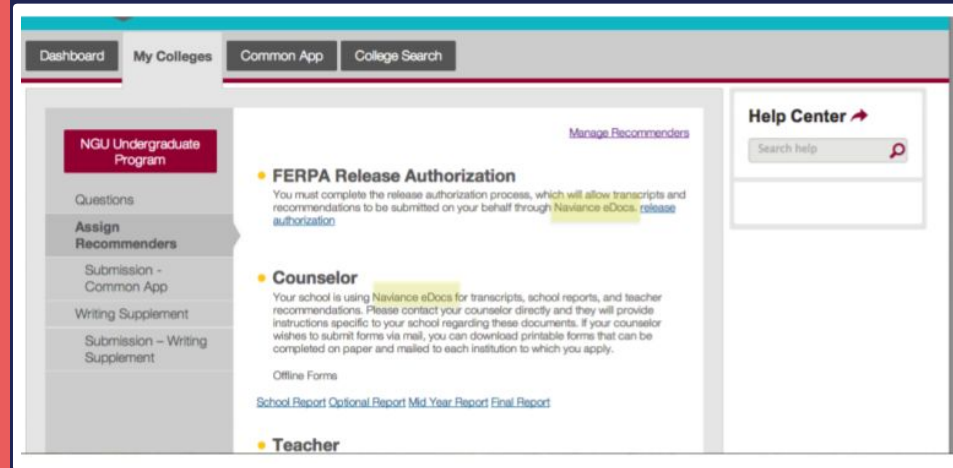 Dashboard
My Colleges
Common App
College Search
NGU Undergraduate
Program
Questions
Assign
Recommenders
Submission -
Common App
Writing Supplement
Submission – Writing
Supplement
Manage Recommenders
FERPA Release Authorization
You must complete the release authorization process, which will allow transcripts and
recommendations to be submitted on your behalf through Naviance eDocs. release
authorization
Counselor
Your school is using Naviance eDocs for transcripts, school reports, and teacher
recommendations. Please contact your counselor directly and they will provide
instructions specific to your school regarding these documents. If your counselor
wishes to submit forms via mail, you can download printable forms that can be
completed on paper and mailed to each institution to which you apply.
Offline Forms
School Report Optional Report Mid Year Report Final Report
Teacher
Help Center
Search help